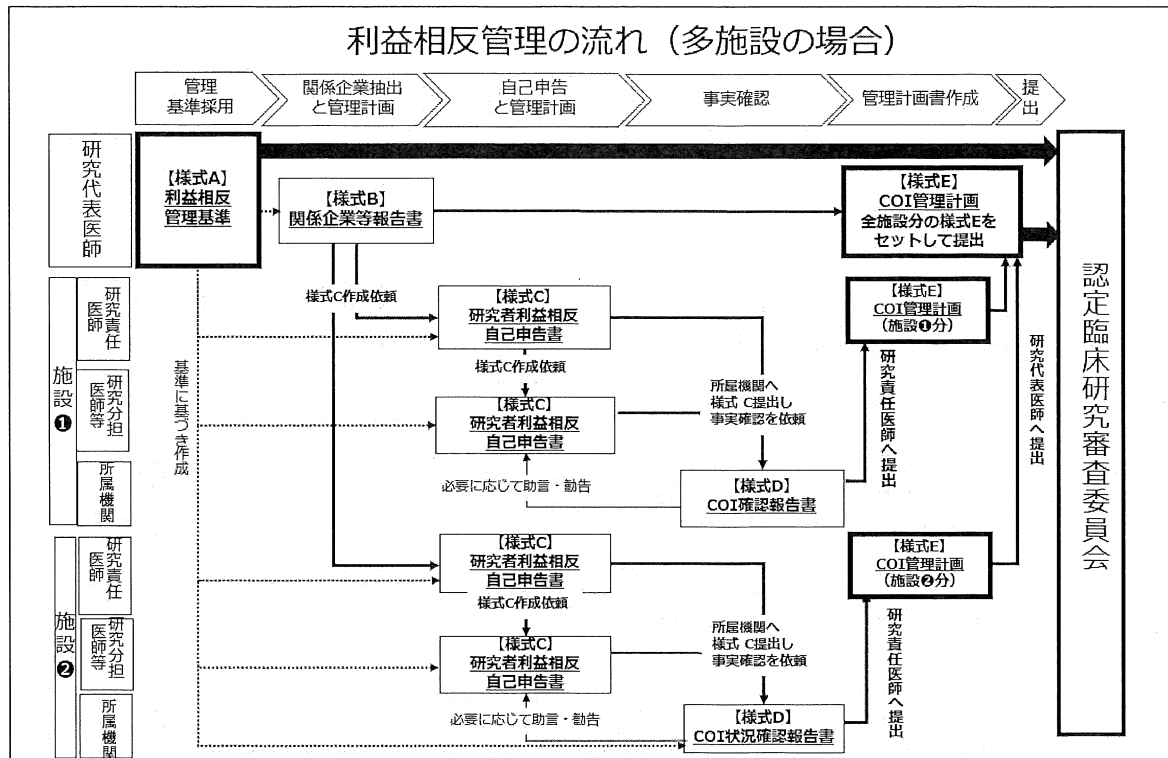 利益相反管理の流れ（多施設の場合）
管理
基準採用
関係企業抽出
と管理計画
自己申告
と管理計画
事実確認
管理計画書作成
提出
研究代表医師
【様式A】
利益相反
管理基準
【様式B】
関係企業等報告書
【様式E】
COI管理計画
全施設分の様式Eを
セットして提出
認定臨床研究審査委員会
施設❶
研究責任
医師
研究分担
医師等
所属機関
基準に基づき作成
様式C作成依頼
【様式C】
研究者利益相反
自己申告書
様式C作成依頼
【様式C】
研究者利益相反
自己申告書
所属機関へ
様式 C提出し
事実確認を依頼
必要に応じて助言・勧告
【様式D】
COI確認報告書
研究責任医師へ提出
【様式E】
COI管理計画
（施設❶分）
研究代表医師へ提出
施設❷
研究責任
医師
研究分担
医師等
所属機関
【様式C】
研究者利益相反
自己申告書
様式C作成依頼
【様式C】
研究者利益相反
自己申告書
所属機関へ
様式 C提出し
事実確認を依頼
必要に応じて助言・勧告
【様式D】
COI状況確認報告書
研究責任医師へ提出
【様式E】
COI管理計画
（施設❷分）